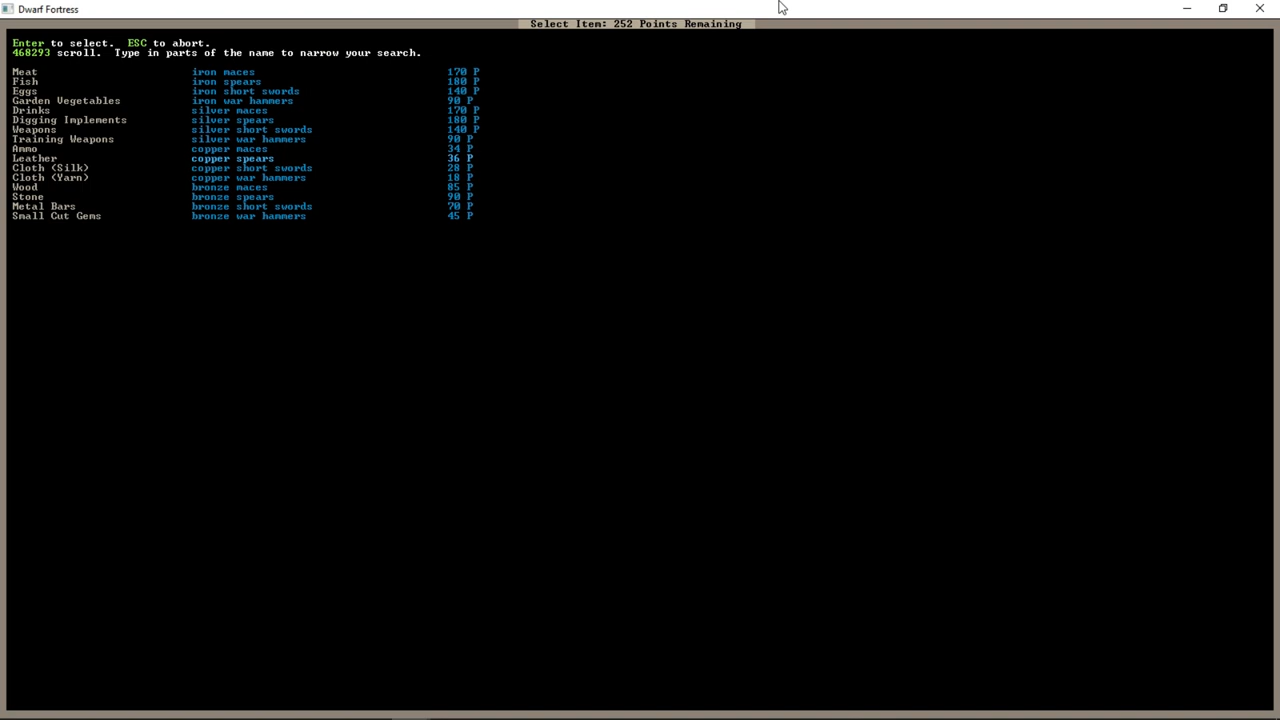 Dwarf Fortress
Select Item: 252 Points Remaining
Enter to select. ESC to abort.
468293 scroll. Type in parts of the name to narrow your search.
Meat iron maces 170 P
Fish iron spears 180 P
Eggs iron short swords 140 P
Garden Vegetables iron war hammers 90 P
Drinks silver maces 170 P
Digging Implements silver spears 180 P
Weapons silver short swords 140 P
Training Weapons silver war hammers 90 P
Ammo copper maces 34 P
Leather copper spears 36 P
Cloth (Silk) copper short swords 28 P
Cloth (Yarn) copper war hammers 18 P
Wood bronze maces 85 P
Stone bronze spears 90 P
Metal Bars bronze short swords 70 P
Small Cut Gems bronze war hammers 45 P